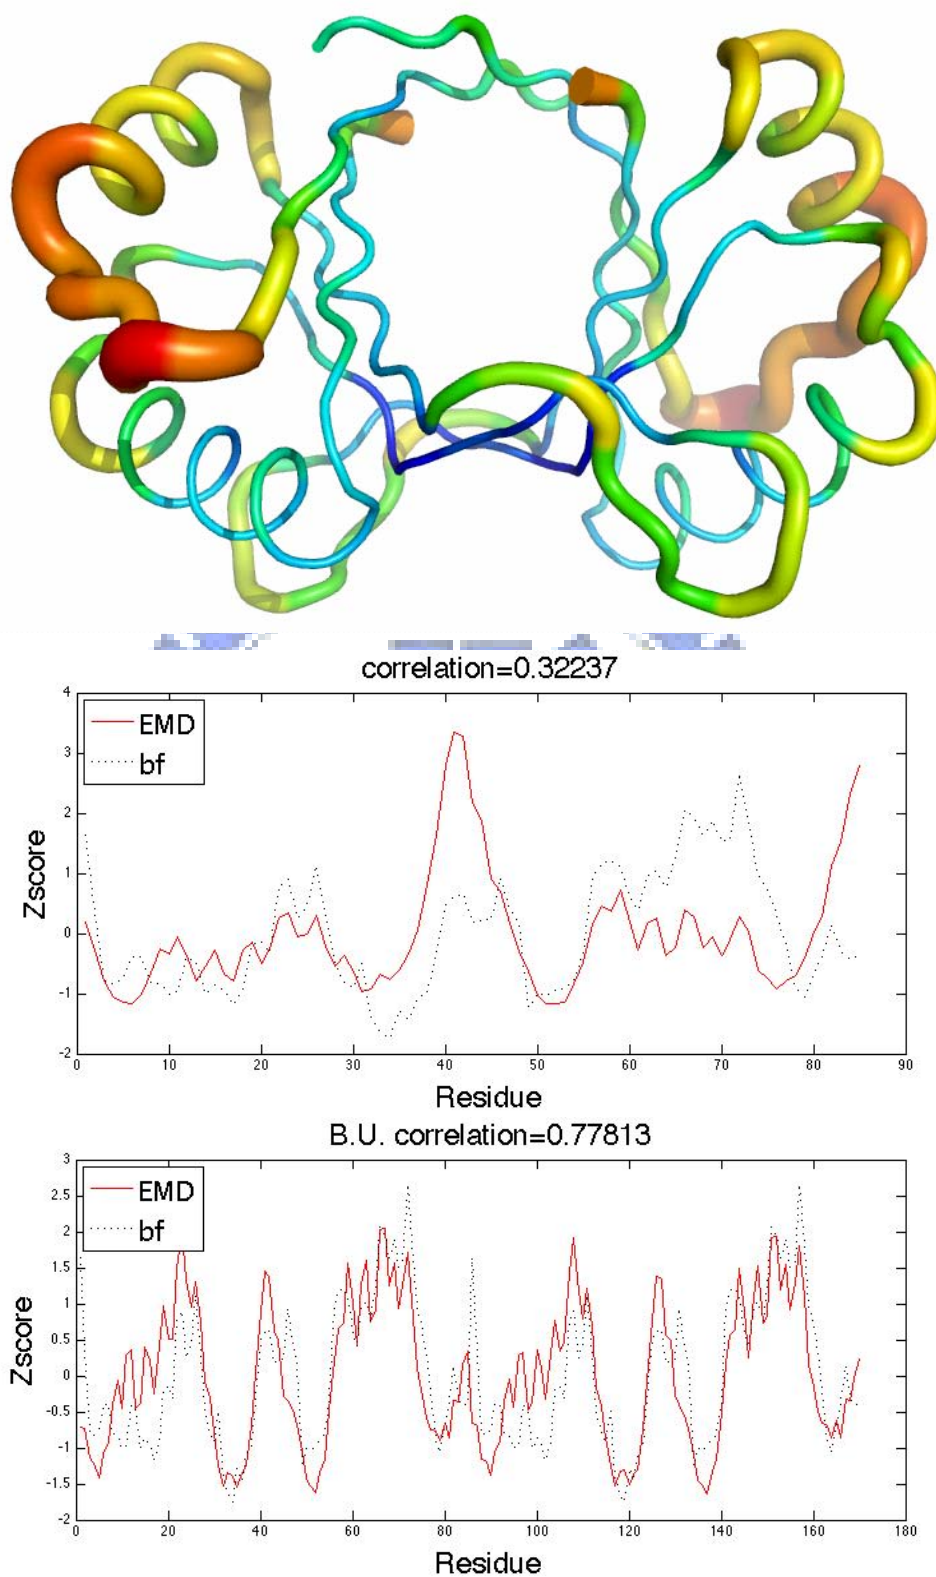 correlation=0.32237
4
3
2
1
0
-1
-2
EMD
bf
Zscore
0 10 20 30 40 50 60 70 80 90
Residue
B.U. correlation=0.77813
3
2.5
2
1.5
1
0.5
0
-0.5
-1
-1.5
-2
EMD
bf
Zscore
0 20 40 60 80 100 120 140 160 180
Residue